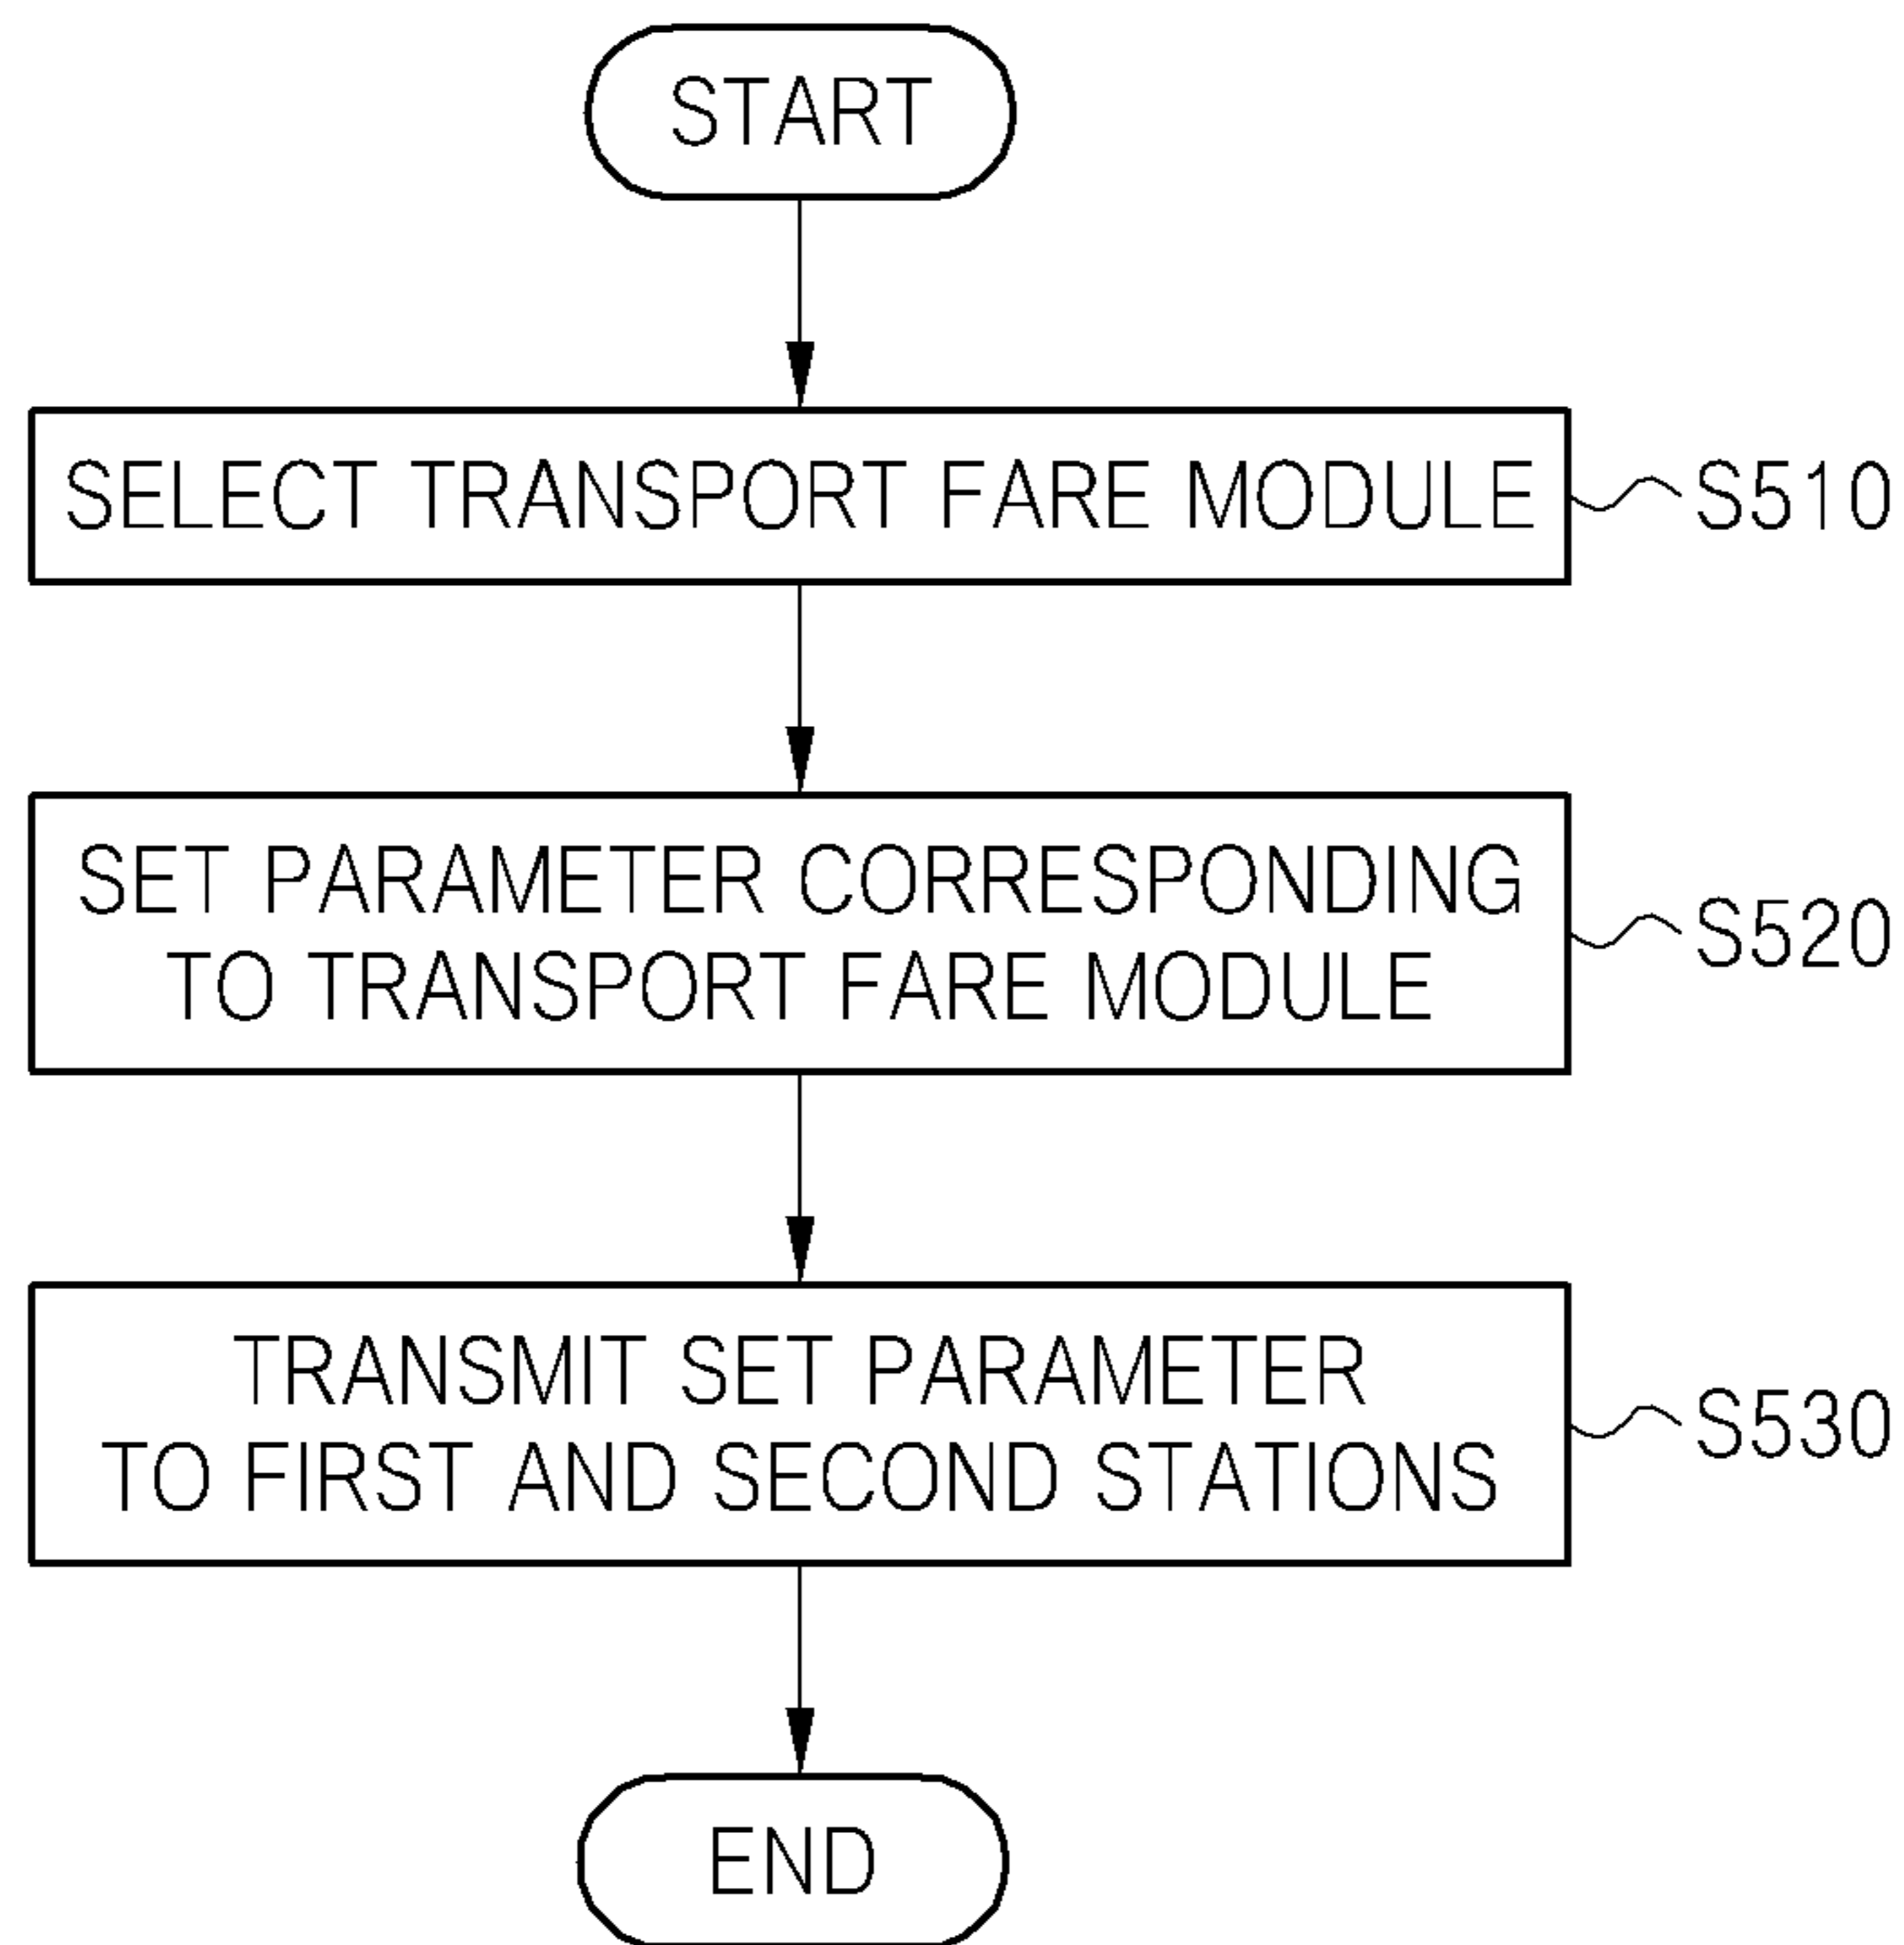 START
SELECT TRANSPORT FARE MODULE
S510
SET PARAMETER CORRESPONDING
TO TRANSPORT FARE MODULE
S520
TRANSMIT SET PARAMETER
TO FIRST AND SECOND STATIONS
S530
END